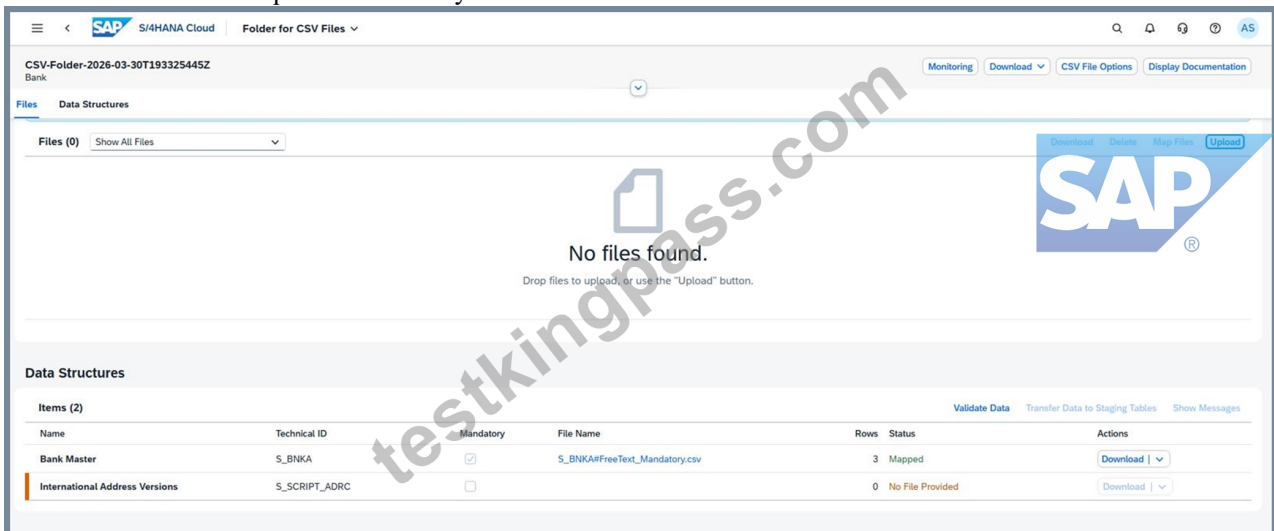 SAP S/4HANA Cloud Folder for CSV Files AS
CSV-Folder-2026-03-30T193325445Z Monitoring Download CSV File Options Display Documentation
Bank
Files Data Structures
Files (0) Show All Files Download Delete Map Files Upload
SAP ®
No files found.
Drop files to upload, or use the "Upload" button.
testkingpass.com
Data Structures
Items (2) Validate Data Transfer Data to Staging Tables Show Messages
Name Technical ID Mandatory File Name Rows Status Actions
Bank Master S_BNKA S_BNKA#FreeText_Mandatory.csv 3 Mapped Download
International Address Versions S_SCRIPT_ADRC 0 No File Provided Download